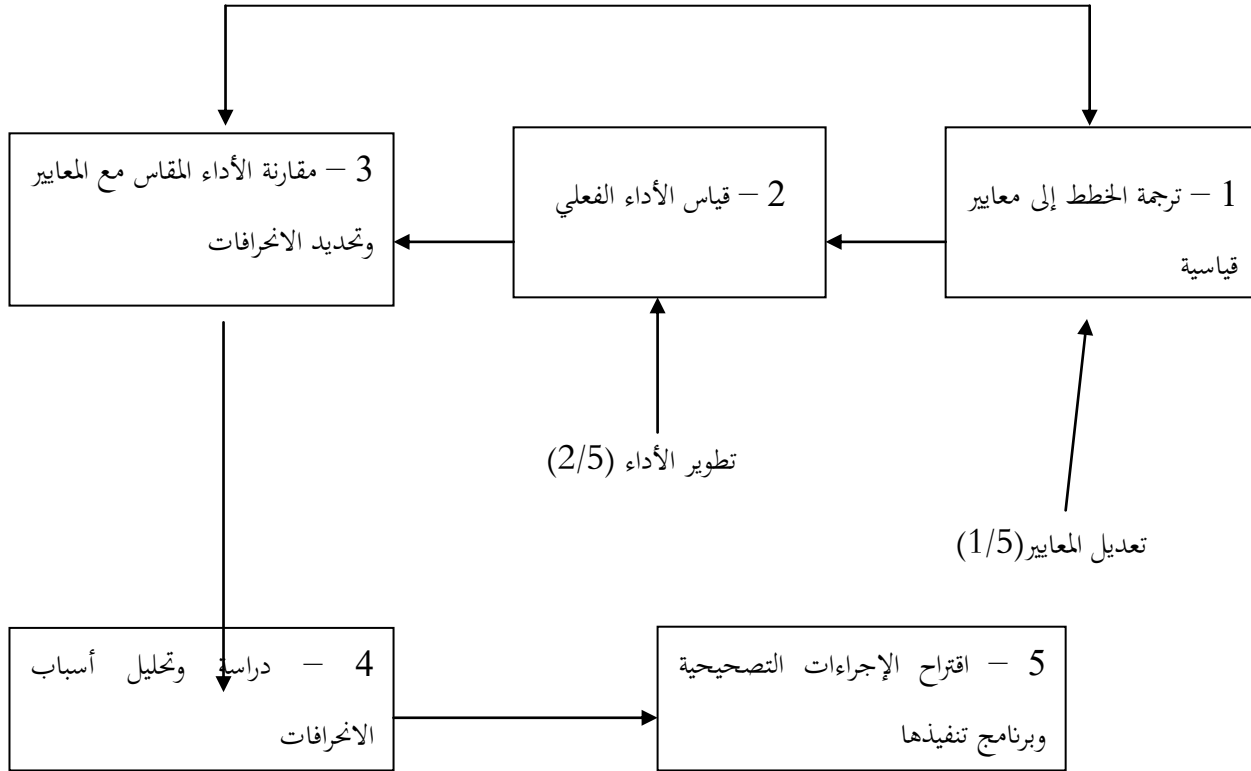 1 – ترجمة الخطط إلى معايير
قياسية
2 – قياس الأداء الفعلي
3 – مقارنة الأداء المقاس مع المعايير
وتحديد الانحرافات
تطوير الأداء (2/5)
تعديل المعايير(1/5)
4 – دراسة وتحليل أسباب
الانحرافات
5 – اقتراح الإجراءات التصحيحية
وبرنامج تنفيذها